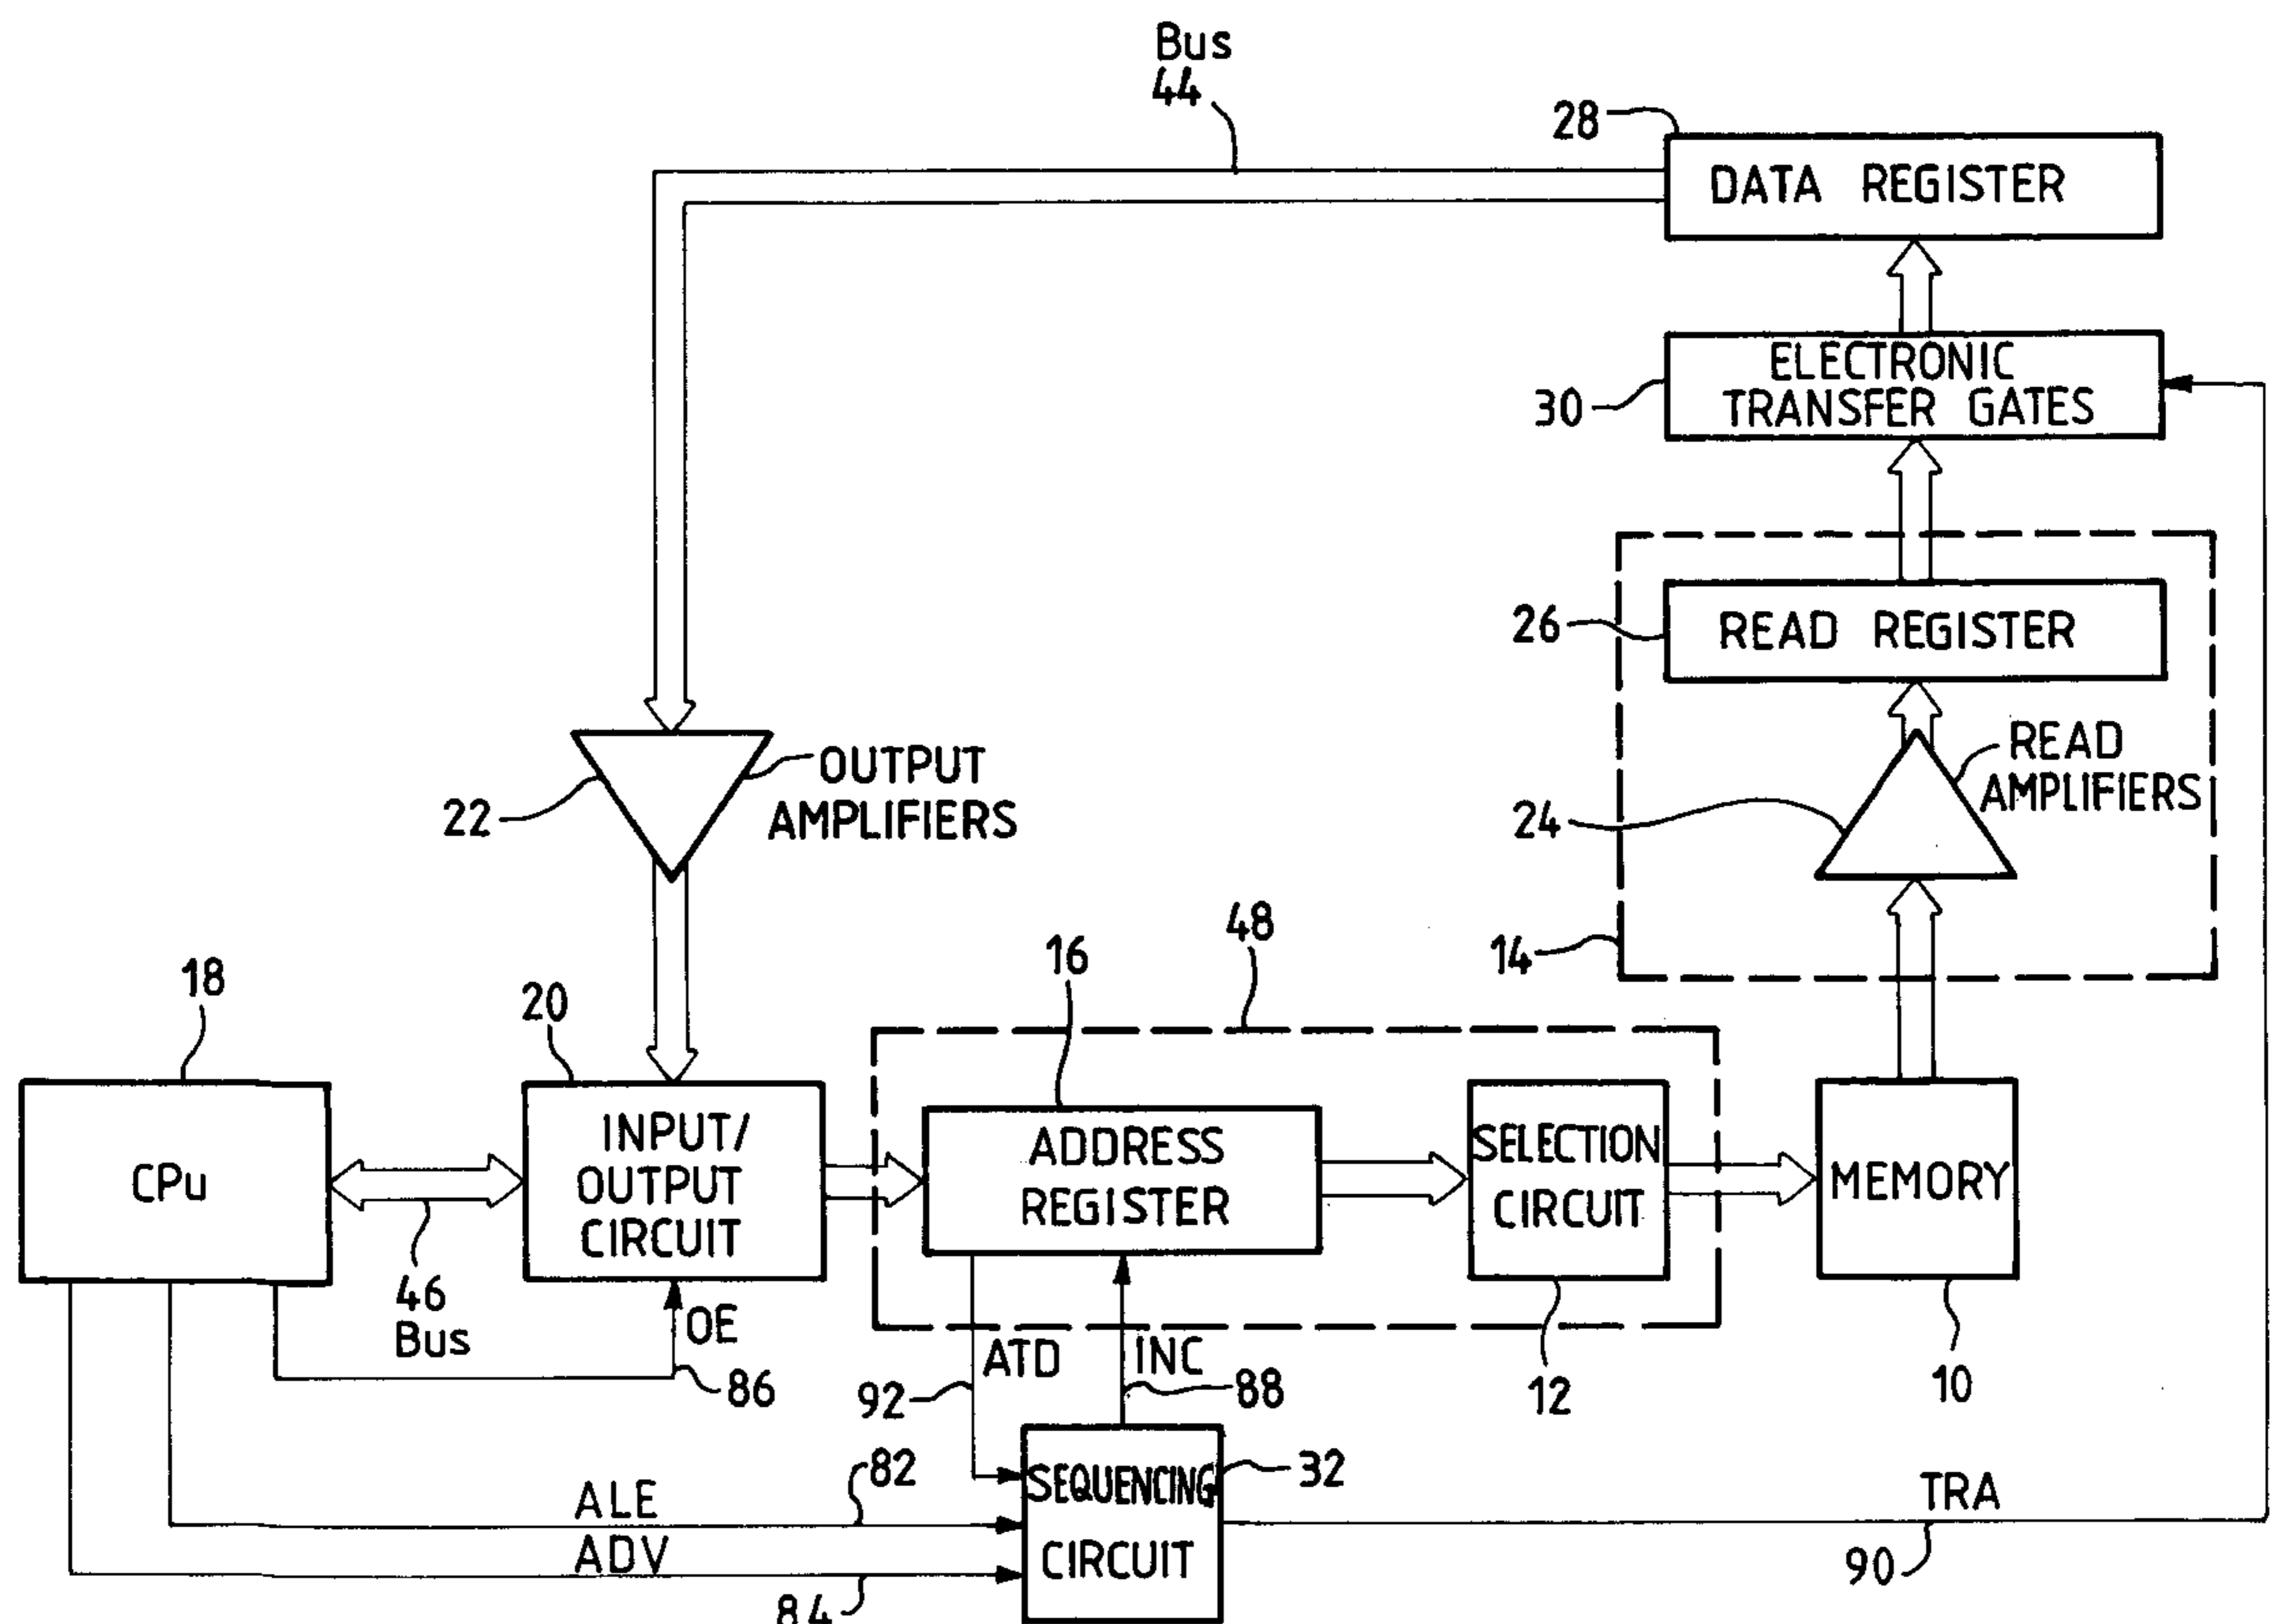 Bus
44
28
DATA REGISTER
ELECTRONIC
TRANSFER GATES
30
26
READ REGISTER
READ
AMPLIFIERS
24
14
OUTPUT
AMPLIFIERS
22
48
16
18
20
CPu
INPUT/
OUTPUT
CIRCUIT
ADDRESS
REGISTER
SELECTION
CIRCUIT
MEMORY
46
Bus
OE
86
ATD
92
INC
88
12
10
ALE
82
ADV
84
SEQUENCING
CIRCUIT
32
TRA
90